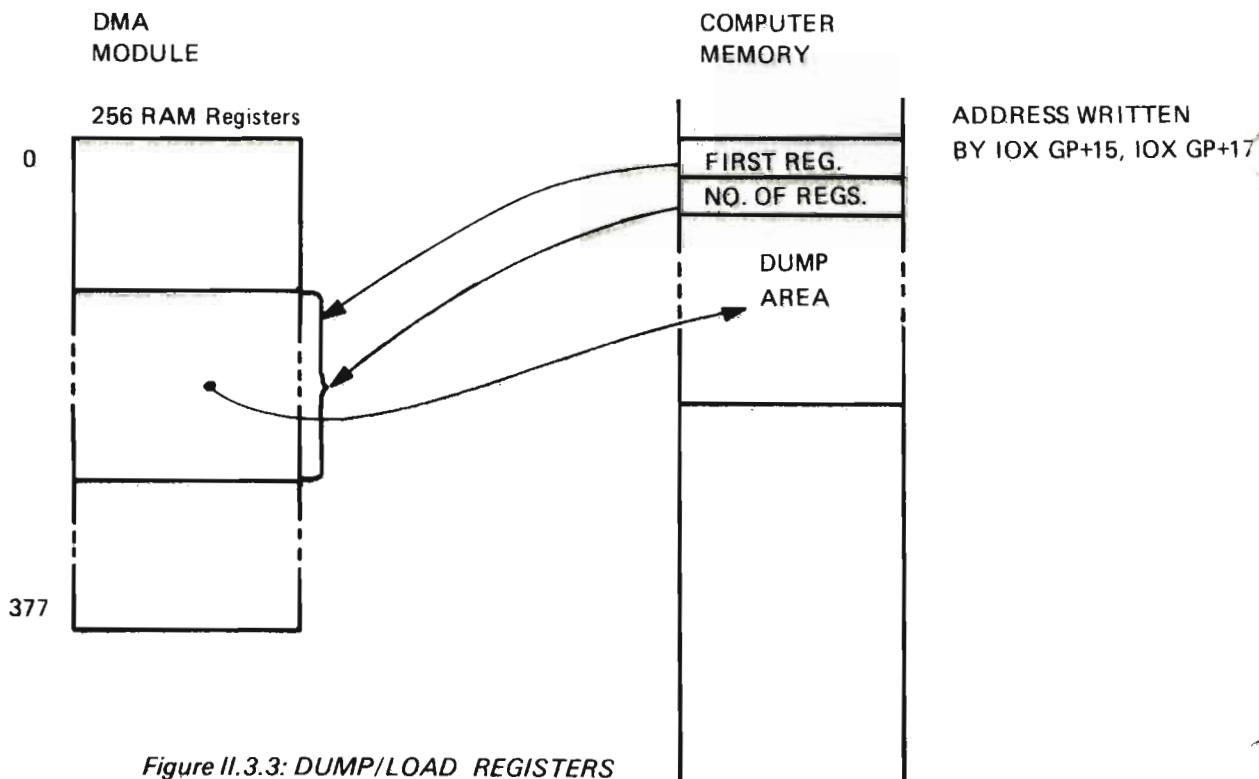 DMA
MODULE
256 RAM Registers
0
377
COMPUTER
MEMORY
FIRST REG.
NO. OF REGS.
DUMP
AREA
ADDRESS WRITTEN
BY IOX GP+15, IOX GP+17
Figure II.3.3: DUMP/LOAD REGISTERS